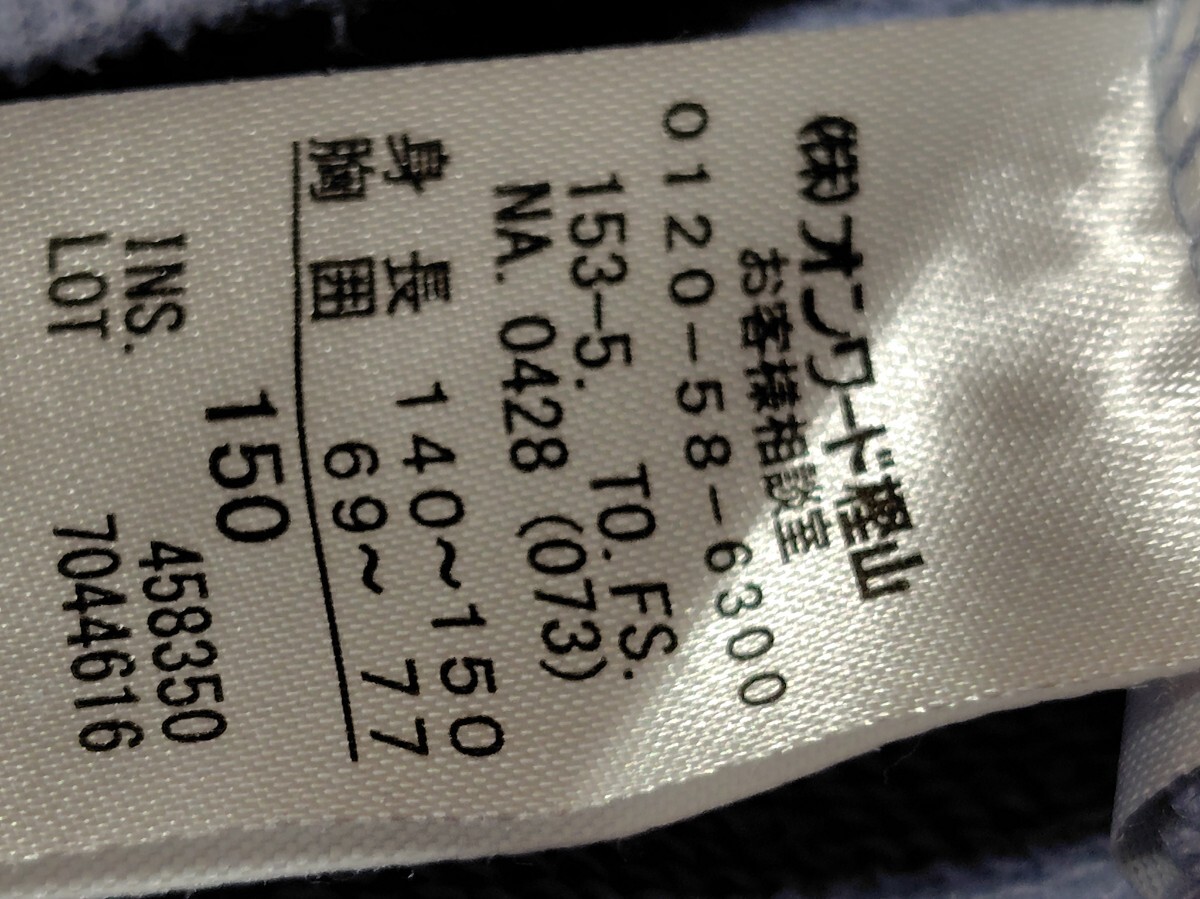 ㈱オンワード樫山
お客様相談室
0120-58-6300
153-5. TO. FS.
NA. 0428 (073)
身長 140~150
胸囲 69~ 77
150
INS. 458350
LOT 7044616